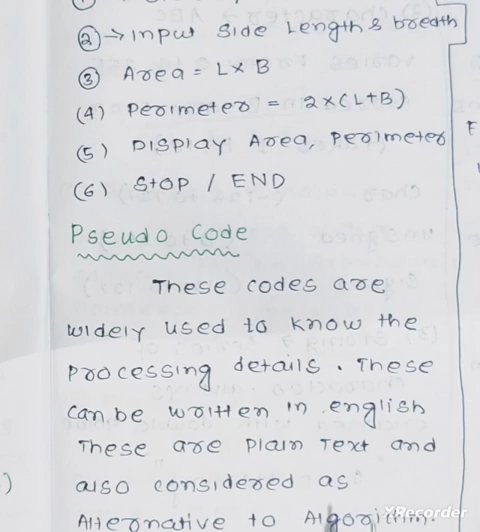 ② → Input side Length & breath
③ Area = L × B
(4) Perimeter = 2×(L+B)
(5) Display Area, Perimeter
(6) Stop / END
Pseudo Code
These codes are
widely used to know the
processing details. These
can be written in english
These are Plain Text and
also considered as
Alternative to Algorithm.
XRecorder